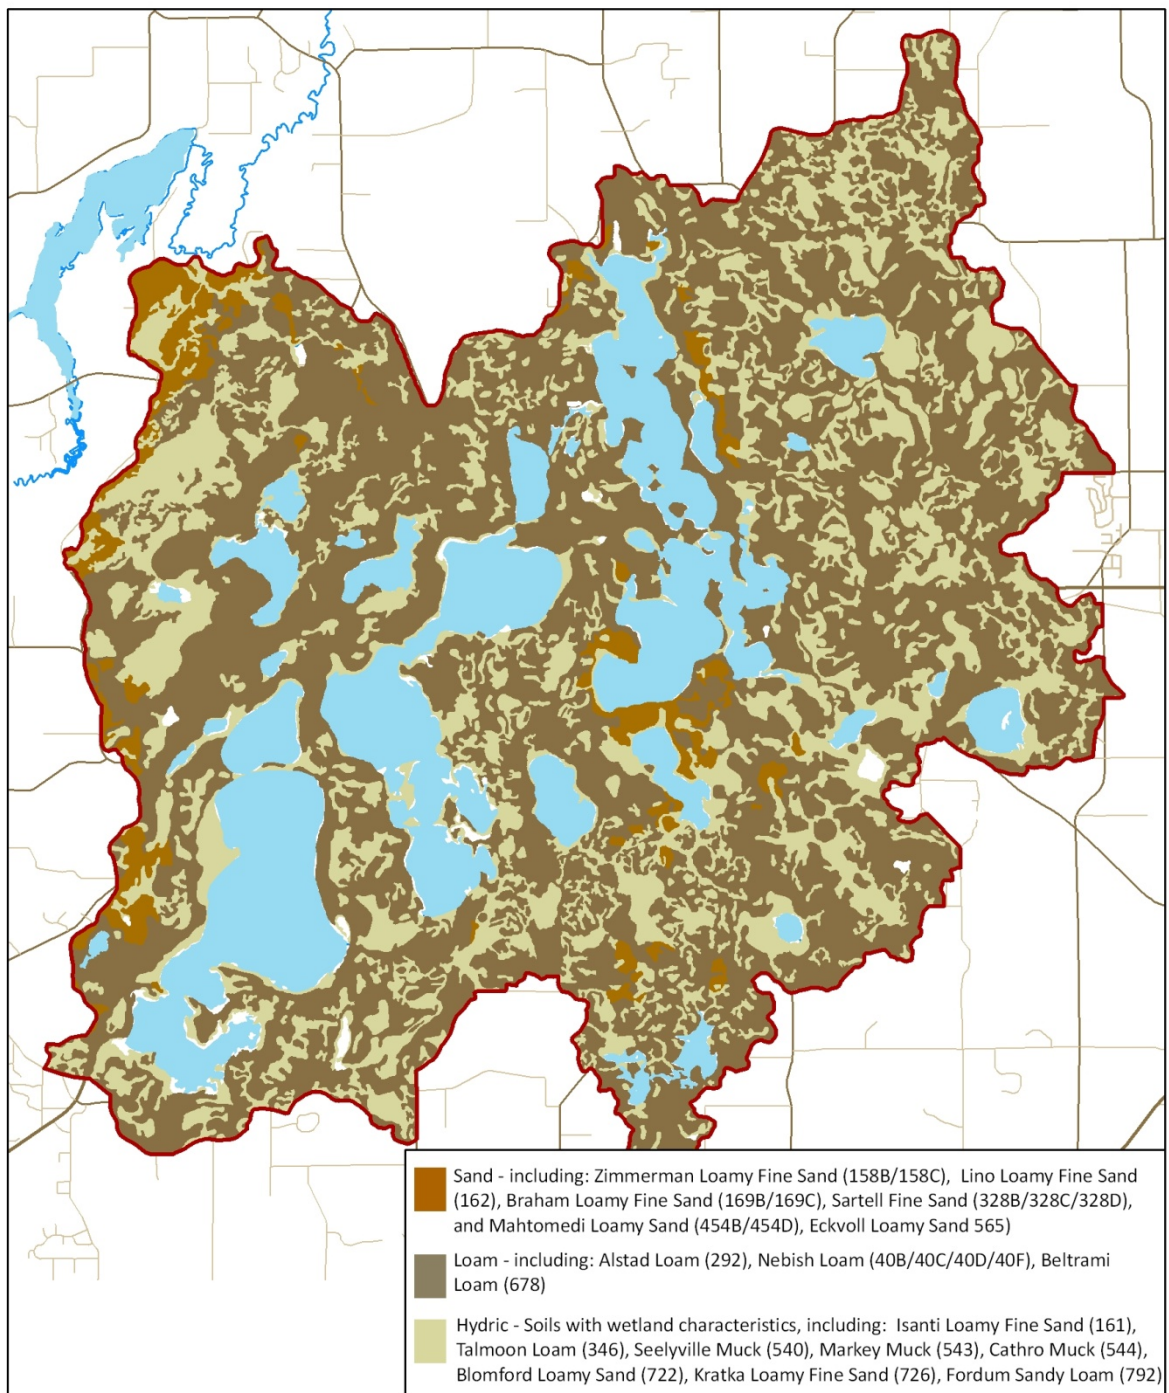 Sand - including: Zimmerman Loamy Fine Sand (158B/158C), Lino Loamy Fine Sand
(162), Braham Loamy Fine Sand (169B/169C), Sartell Fine Sand (328B/328C/328D),
and Mahtomedi Loamy Sand (454B/454D), Eckvoll Loamy Sand 565)
Loam - including: Alstad Loam (292), Nebish Loam (40B/40C/40D/40F), Beltrami
Loam (678)
Hydric - Soils with wetland characteristics, including: Isanti Loamy Fine Sand (161),
Talmoon Loam (346), Seelyville Muck (540), Markey Muck (543), Cathro Muck (544),
Blomford Loamy Sand (722), Kratka Loamy Fine Sand (726), Fordum Sandy Loam (792)